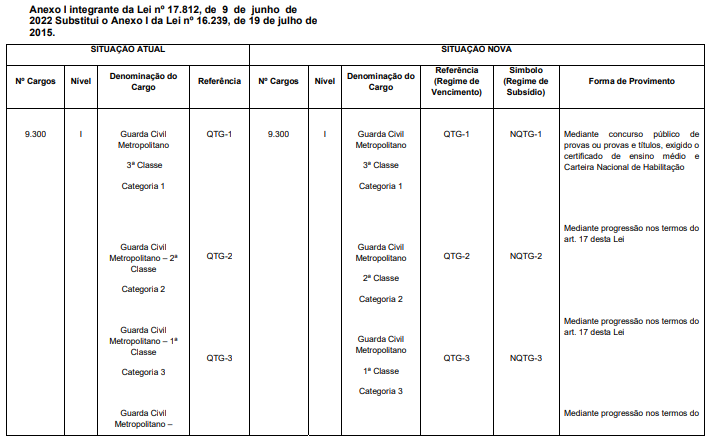 Anexo I integrante da Lei nº 17.812, de 9 de junho de
2022 Substitui o Anexo I da Lei nº 16.239, de 19 de julho de
2015.
SITUAÇÃO ATUAL SITUAÇÃO NOVA
Nº Cargos Nível Denominação do Cargo Referência Nº Cargos Nível Denominação do Cargo Referência (Regime de Vencimento) Símbolo (Regime de Subsídio) Forma de Provimento
9.300 I Guarda Civil QTG-1 9.300 I Guarda Civil QTG-1 NQTG-1 Mediante concurso público de
Metropolitano Metropolitano provas ou provas e títulos, exigido o
certificado de ensino médio e
3ª Classe 3ª Classe Carteira Nacional de Habilitação
Categoria 1 Categoria 1
Mediante progressão nos termos do
art. 17 desta Lei
Guarda Civil Guarda Civil
Metropolitano – 2ª QTG-2 Metropolitano QTG-2 NQTG-2
Classe
2ª Classe
Categoria 2
Categoria 2
Mediante progressão nos termos do
art. 17 desta Lei
Guarda Civil Guarda Civil
Metropolitano – 1ª Metropolitano
Classe QTG-3 QTG-3 NQTG-3
1ª Classe
Categoria 3
Categoria 3
Guarda Civil Mediante progressão nos termos do
Metropolitano –